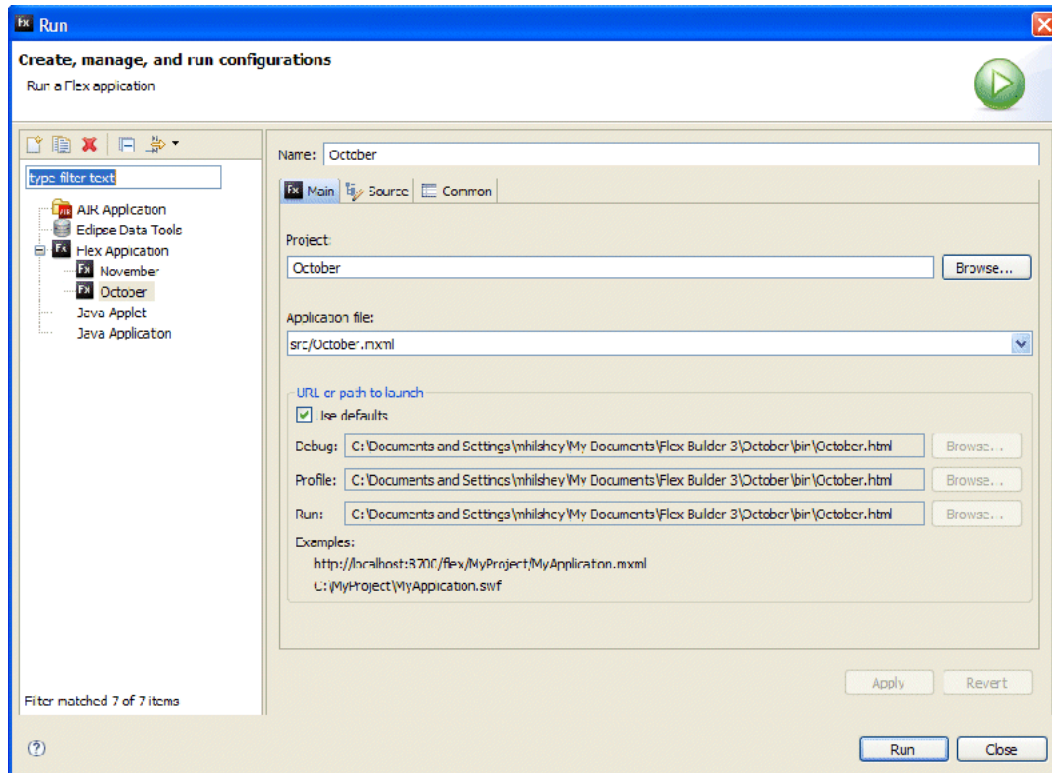 Fx Run
Create, manage, and run configurations
Run a Flex application
type filter text
AIR Application
Eclipse Data Tools
Flex Application
November
October
Java Applet
Java Application
Filter matched 7 of 7 items
Name: October
Fx Main Source Common
Project:
October Browse...
Application file:
src/October.mxml
URL or path to launch
Use defaults
Debug: C:\Documents and Settings\mhilshey\My Documents\Flex Builder 3\October\bin\October.html Browse...
Profile: C:\Documents and Settings\mhilshey\My Documents\Flex Builder 3\October\bin\October.html Browse...
Run: C:\Documents and Settings\mhilshey\My Documents\Flex Builder 3\October\bin\October.html Browse...
Examples:
http://localhost:8700/flex/MyProject/MyApplication.mxml
C:\MyProject\MyApplication.swf
Apply Revert
Run Close